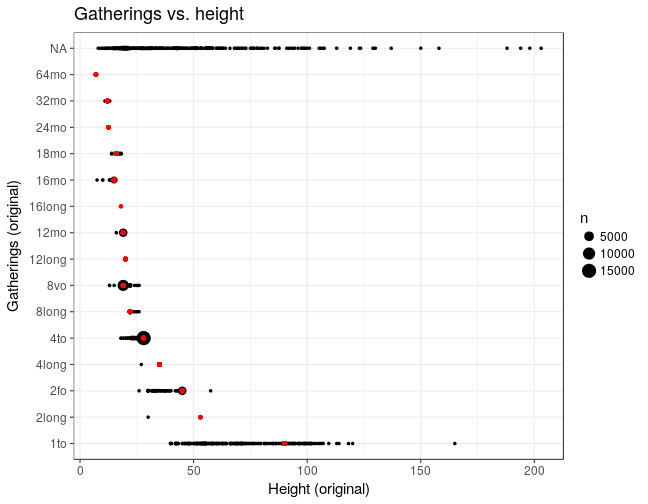 Gatherings vs. height
Gatherings (original)
NA
64mo
32mo
24mo
18mo
16mo
16long
12mo
12long
8vo
8long
4to
4long
2fo
2long
1to
0 50 100 150 200
Height (original)
n
5000
10000
15000